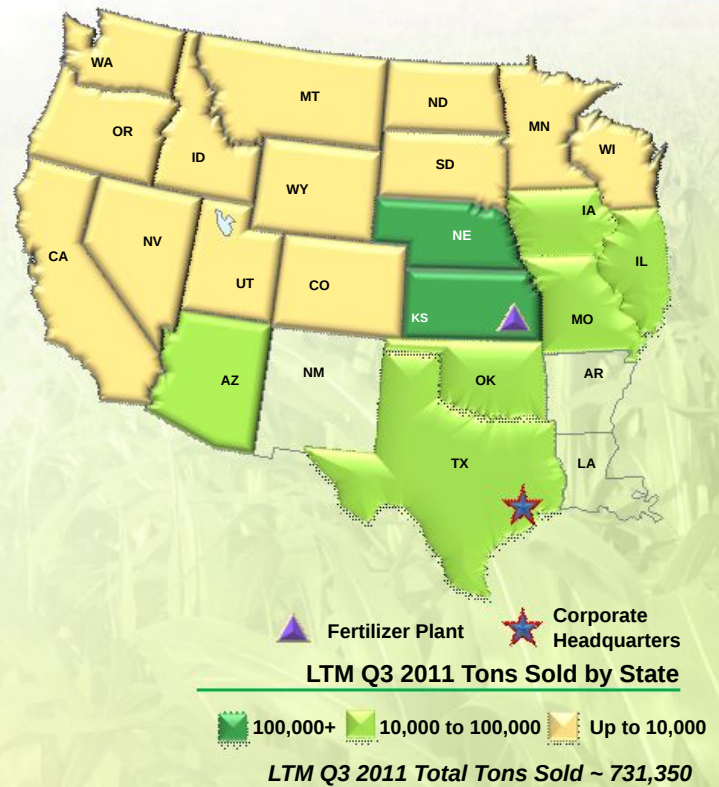 WA
MT
ND
MN
OR
ID
SD
WI
WY
IA
NE
NV
CA
IL
UT
CO
KS
MO
AZ
NM
OK
AR
TX
LA
Fertilizer Plant
Corporate
Headquarters
LTM Q3 2011 Tons Sold by State
100,000+ 10,000 to 100,000 Up to 10,000
LTM Q3 2011 Total Tons Sold ~ 731,350